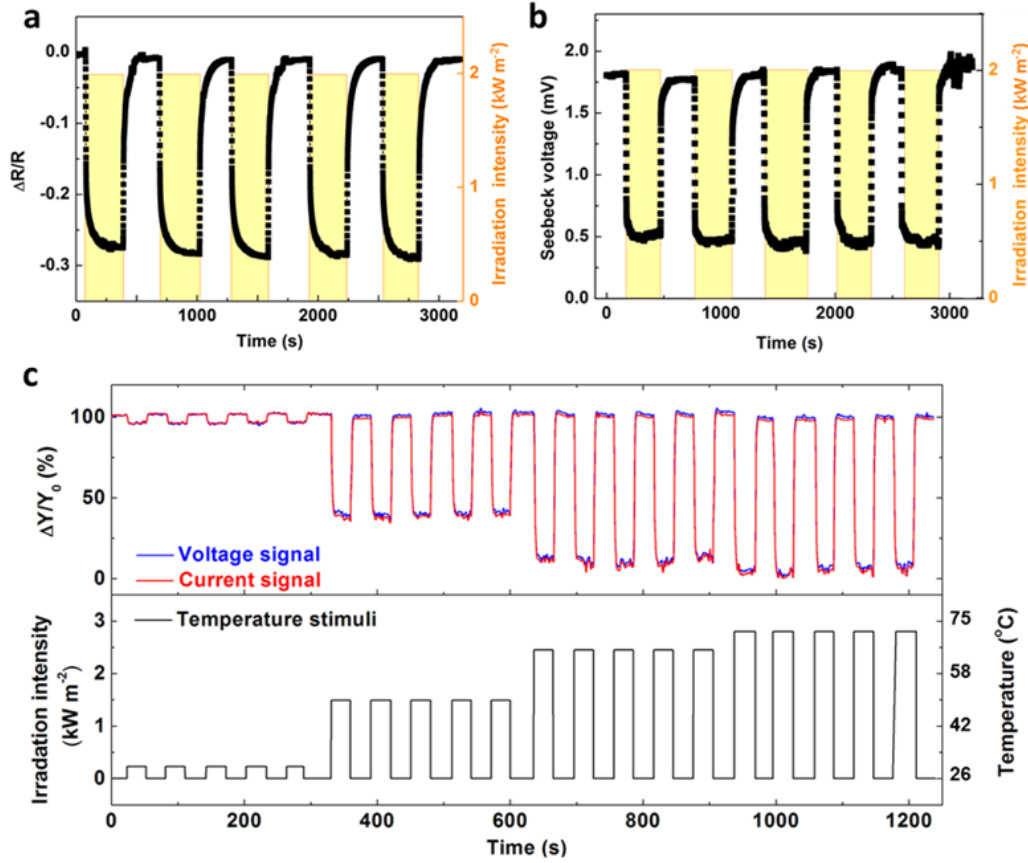 a
0.0
-0.1
-0.2
-0.3
ΔR/R
0 1000 2000 3000
Time (s)
2
1
0
Irradiation intensity (kW m-2)
b
2.0
1.5
1.0
0.5
0.0
Seebeck voltage (mV)
0 1000 2000 3000
Time (s)
2
1
0
Irradiation intensity (kW m-2)
c
100
50
0
ΔY/Y0 (%)
Voltage signal
Current signal
3
2
1
0
Irradation intensity
(kW m-2)
Temperature stimuli
75
58
42
26
Temperature (oC)
0 200 400 600 800 1000 1200
Time (s)